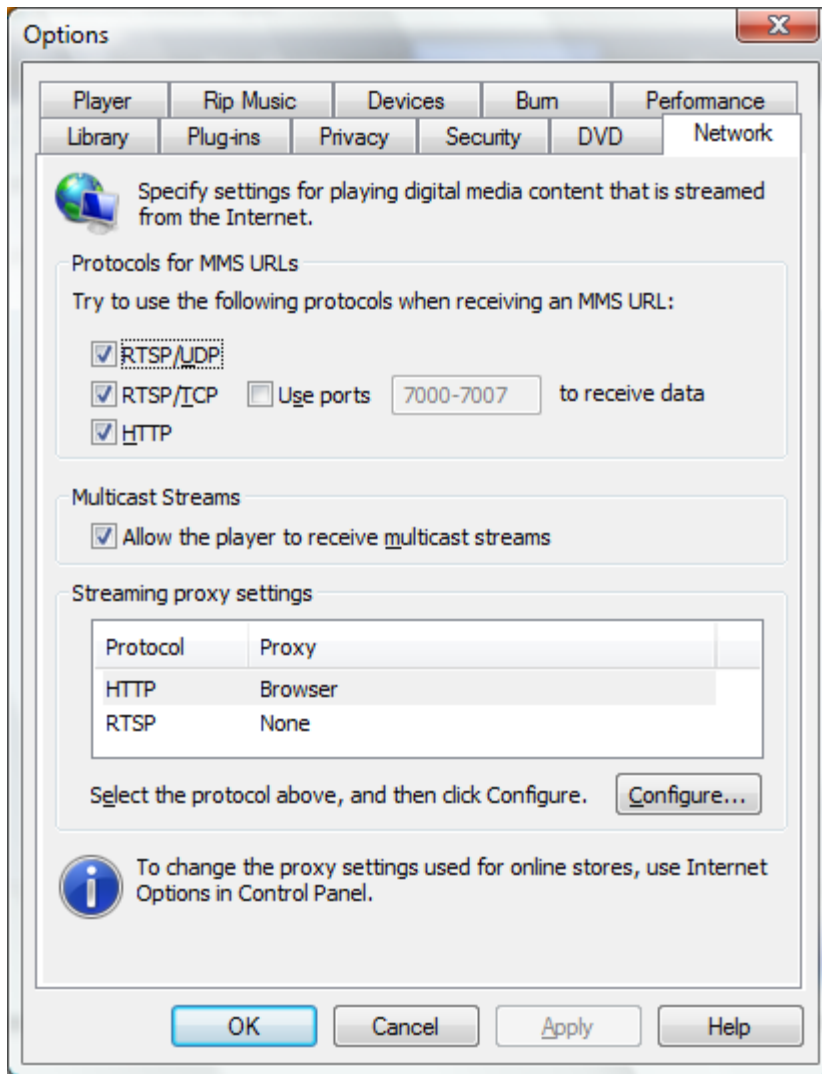 Options
Player Rip Music Devices Burn Performance
Library Plug-ins Privacy Security DVD Network
Specify settings for playing digital media content that is streamed
from the Internet.
Protocols for MMS URLs
Try to use the following protocols when receiving an MMS URL:
RTSP/UDP
RTSP/TCP Use ports 7000-7007 to receive data
HTTP
Multicast Streams
Allow the player to receive multicast streams
Streaming proxy settings
Protocol Proxy
HTTP Browser
RTSP None
Select the protocol above, and then click Configure. Configure...
To change the proxy settings used for online stores, use Internet
Options in Control Panel.
OK Cancel Apply Help